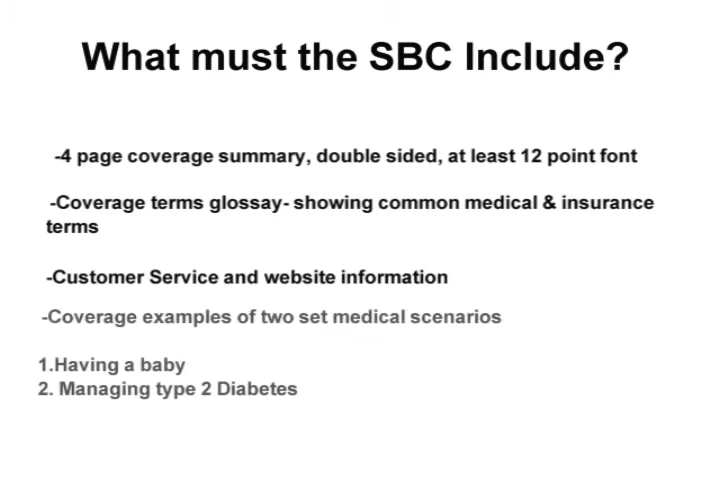 What must the SBC Include?
-4 page coverage summary, double sided, at least 12 point font
-Coverage terms glossay- showing common medical & insurance
terms
-Customer Service and website information
-Coverage examples of two set medical scenarios
1.Having a baby
2. Managing type 2 Diabetes